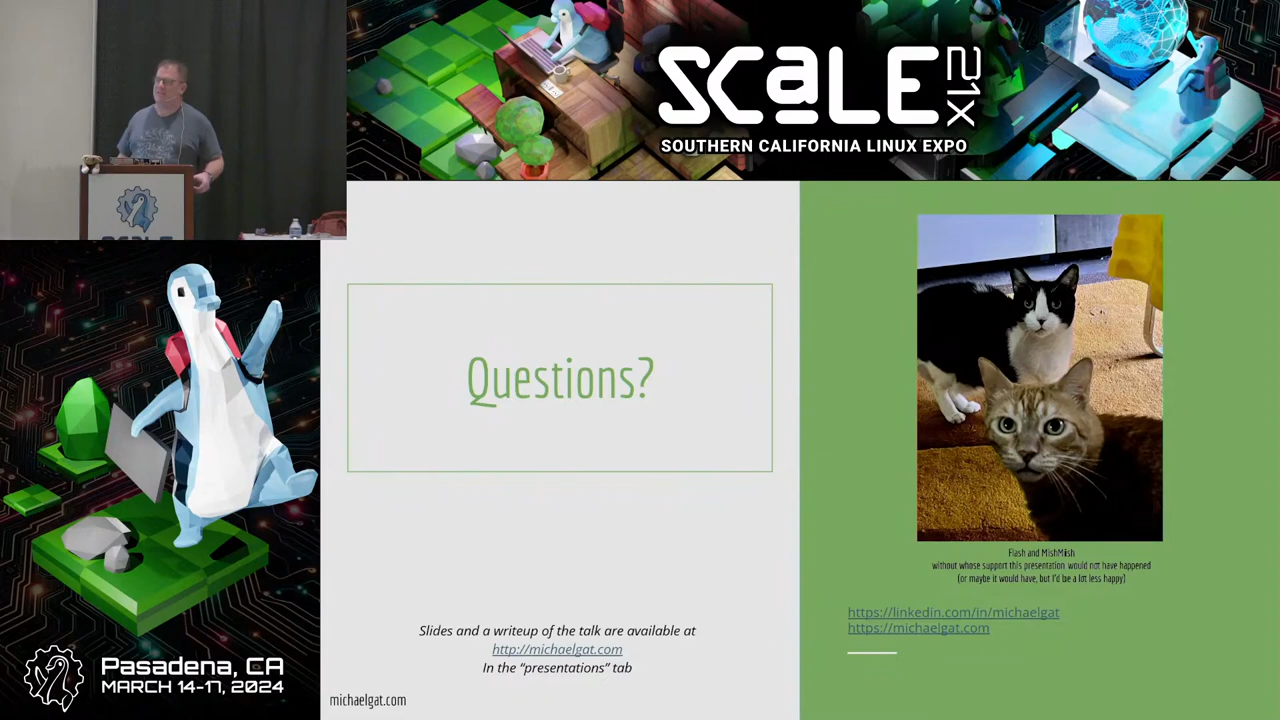 SCALE 21X
SOUTHERN CALIFORNIA LINUX EXPO
SCALE
Questions?
Flash and MishMish
without whose support this presentation would not have happened
(or maybe it would have, but I'd be a lot less happy)
https://linkedin.com/in/michaelgat
https://michaelgat.com
Slides and a writeup of the talk are available at
http://michaelgat.com
In the “presentations” tab
michaelgat.com
Pasadena, CA
MARCH 14-17, 2024